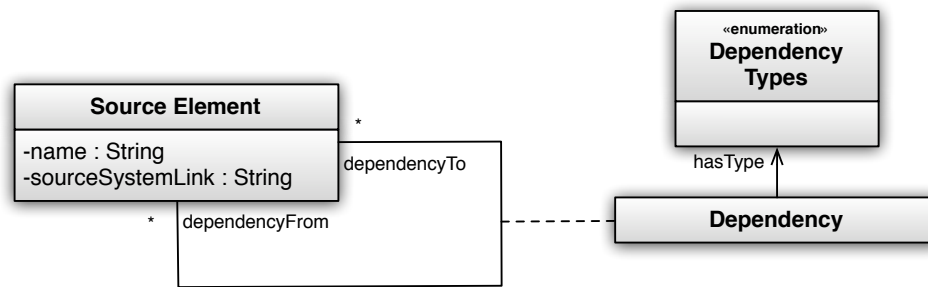 «enumeration»
Dependency
Types
Source Element
-name : String
-sourceSystemLink : String
*
dependencyTo
hasType
*
dependencyFrom
Dependency